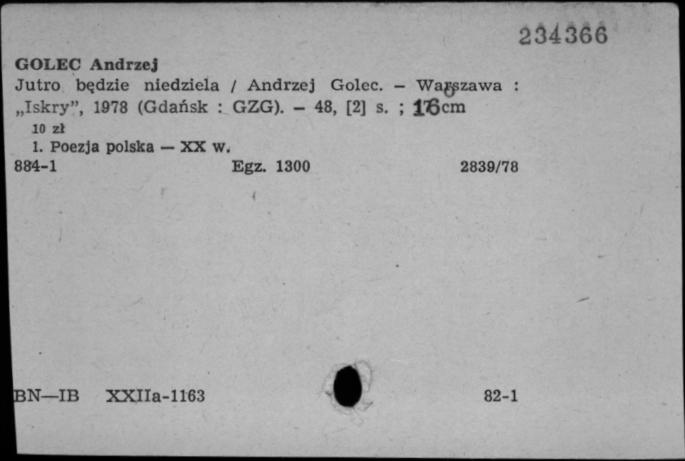 234366
GOLEC Andrzej
Jutro będzie niedziela / Andrzej Golec. — Warszawa :
„Iskry”, 1978 (Gdańsk : GZG). — 48, [2] s. ; cm
10 zł
1. Poezja polska — XX w.
884-1 Egz. 1300 2839/78
BN—IB XXIIa-1163 82-1